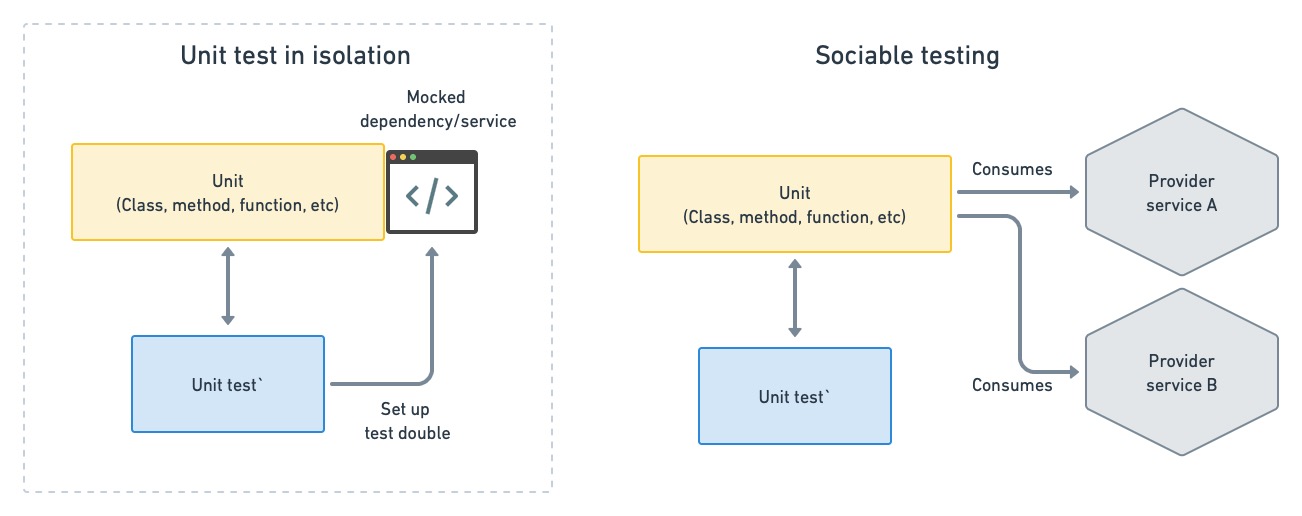 Unit test in isolation
Mocked
dependency/service
Unit
(Class, method, function, etc)
</>
Unit test`
Set up
test double
Sociable testing
Unit
(Class, method, function, etc)
Consumes
Provider
service A
Unit test`
Consumes
Provider
service B